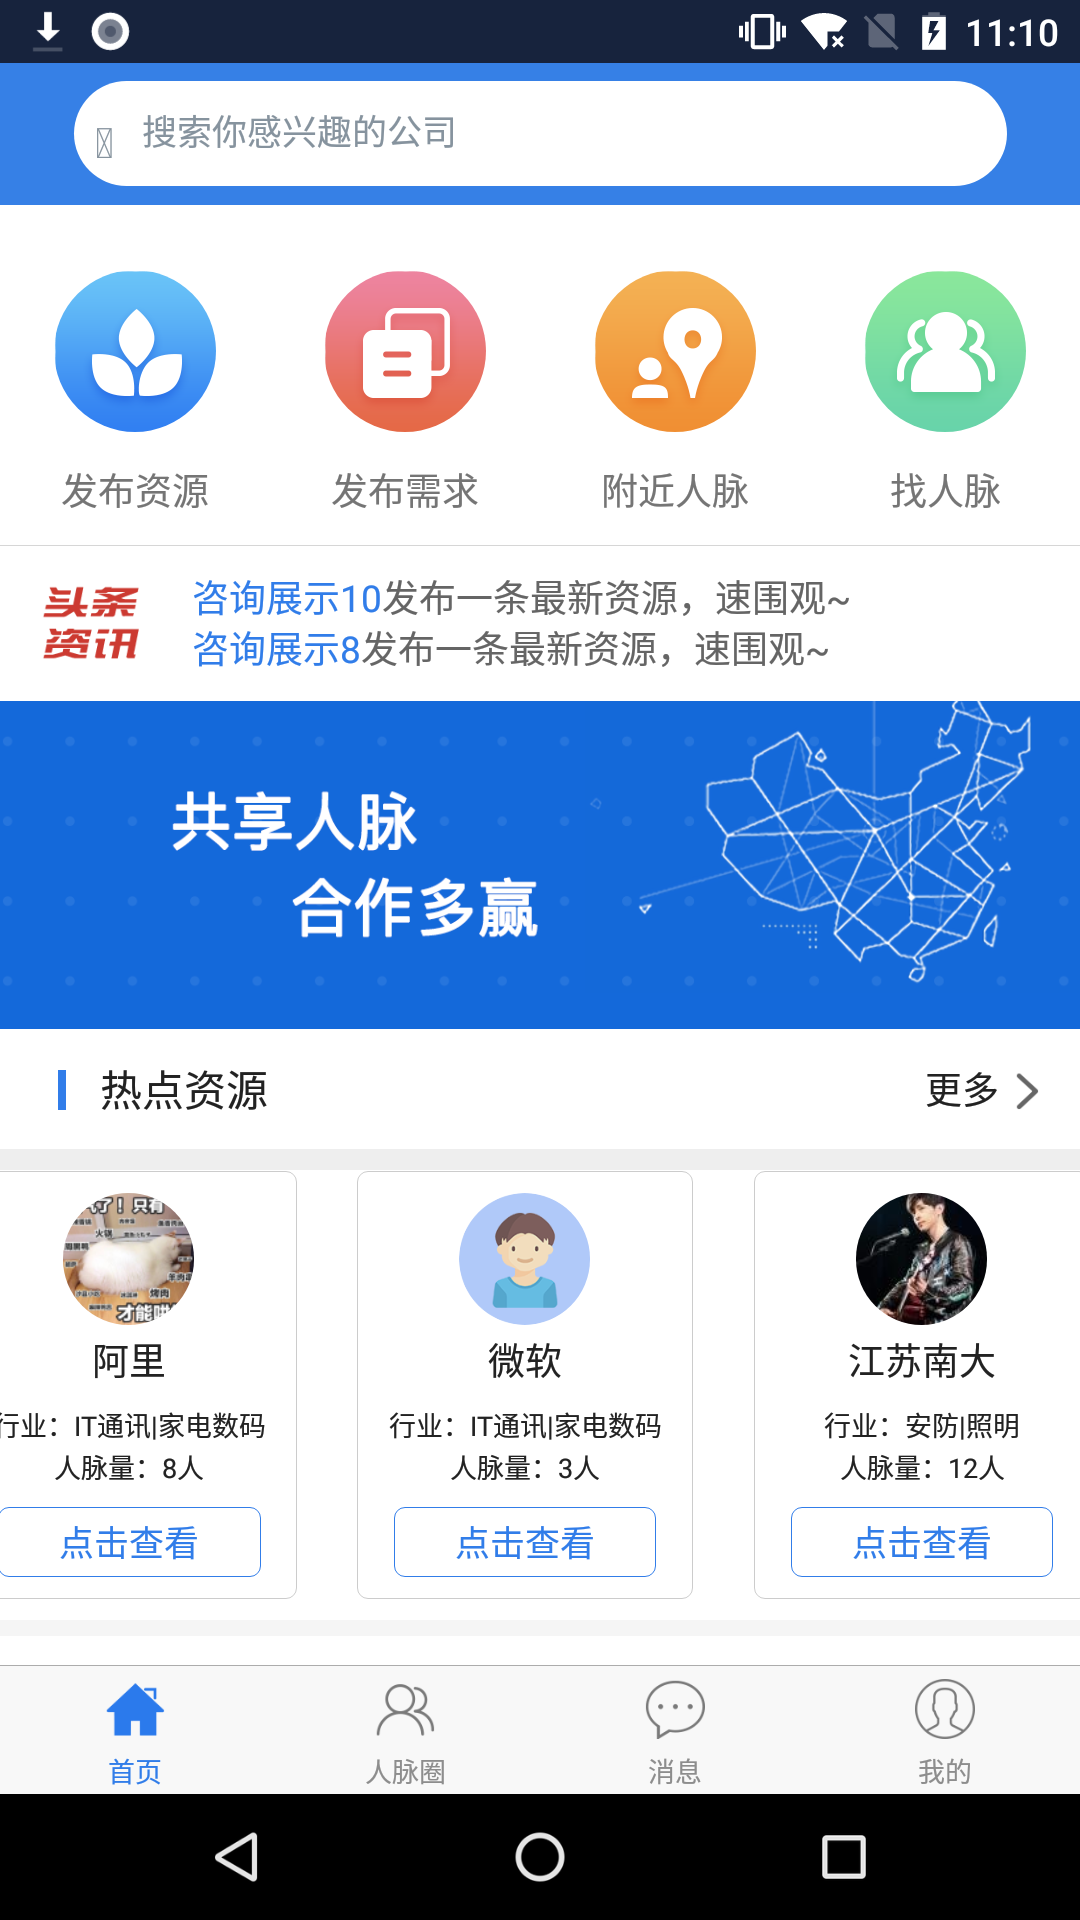 11:10
搜索你感兴趣的公司
发布资源 发布需求 附近人脉 找人脉
头条
资讯
咨询展示10发布一条最新资源，速围观~
咨询展示8发布一条最新资源，速围观~
共享人脉
合作多赢
热点资源 更多
阿里 微软 江苏南大
行业：IT通讯|家电数码 行业：IT通讯|家电数码 行业：安防|照明
人脉量：8人 人脉量：3人 人脉量：12人
点击查看 点击查看 点击查看
首页 人脉圈 消息 我的